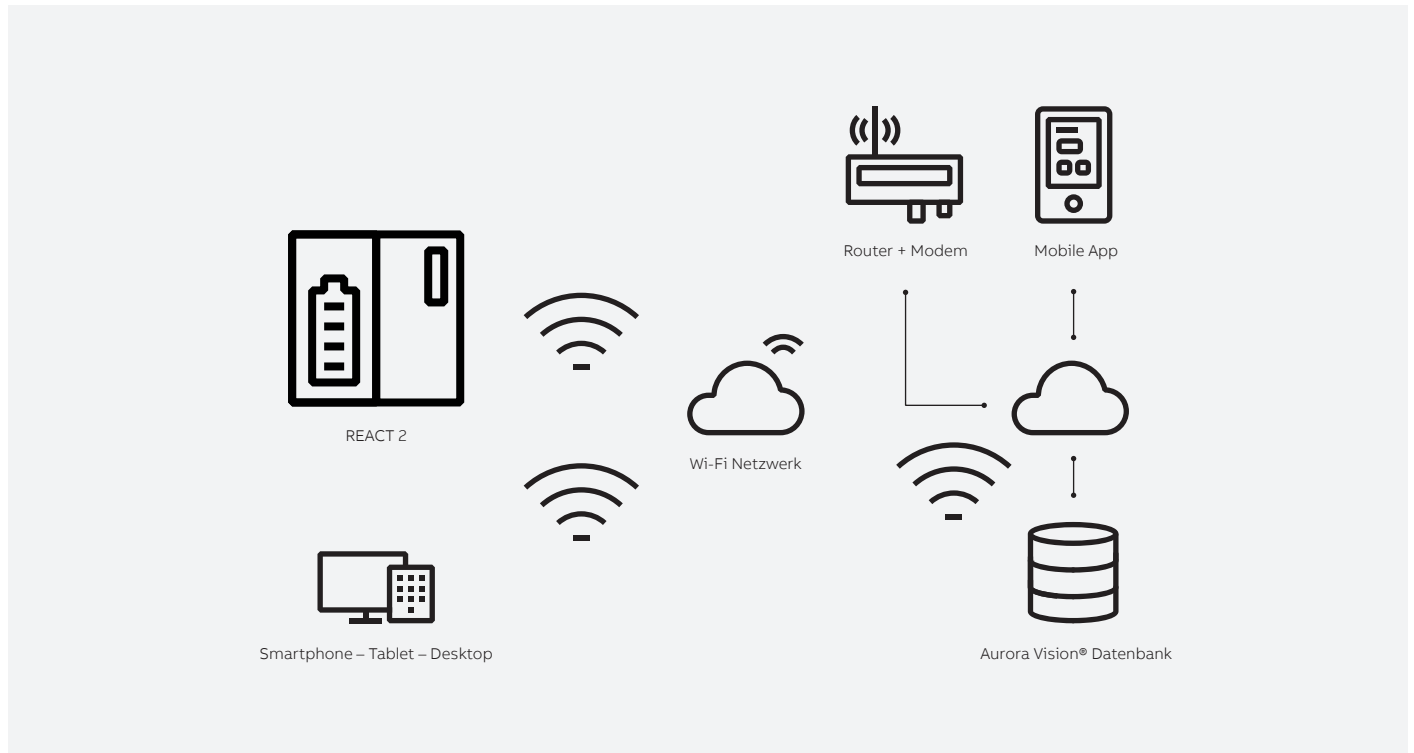 Router + Modem
Mobile App
REACT 2
Wi-Fi Netzwerk
Smartphone – Tablet – Desktop
Aurora Vision® Datenbank